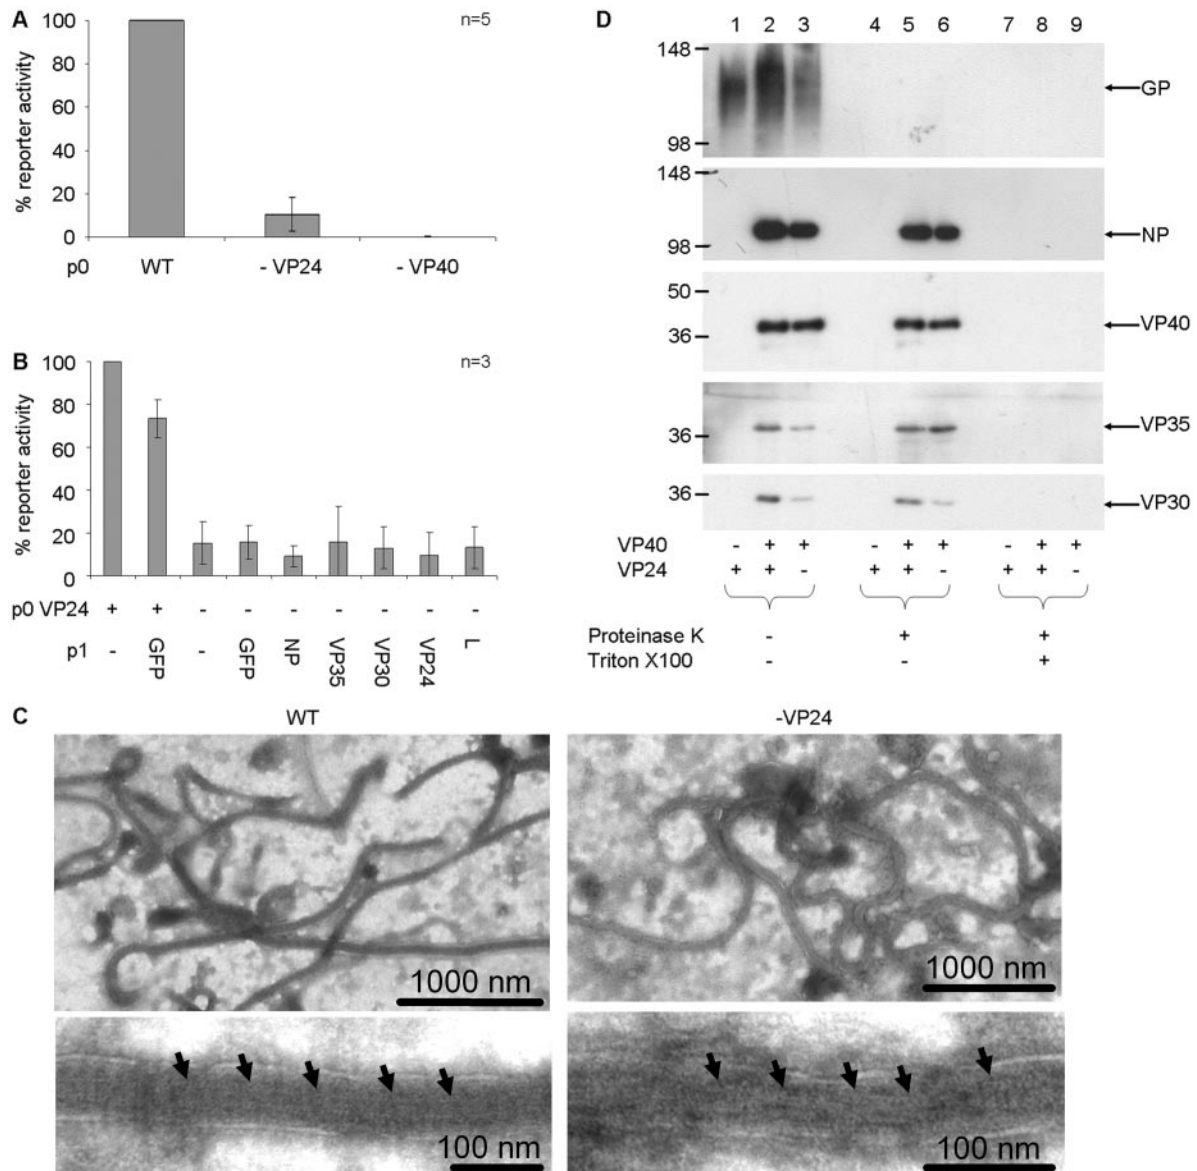 A
n=5
% reporter activity
100
80
60
40
20
0
p0 WT - VP24 - VP40
B
n=3
% reporter activity
100
80
60
40
20
0
p0 VP24 + + - - - - - - -
p1 - GFP - GFP NP VP35 VP30 VP24 L
C
WT
-VP24
1000 nm
1000 nm
100 nm
100 nm
D
1 2 3 4 5 6 7 8 9
148
GP
98
148
NP
98
50
VP40
36
VP35
36
36
VP30
VP40 - + + - + + - + +
VP24 + + - + + - + + -
Proteinase K - + +
Triton X100 - - +